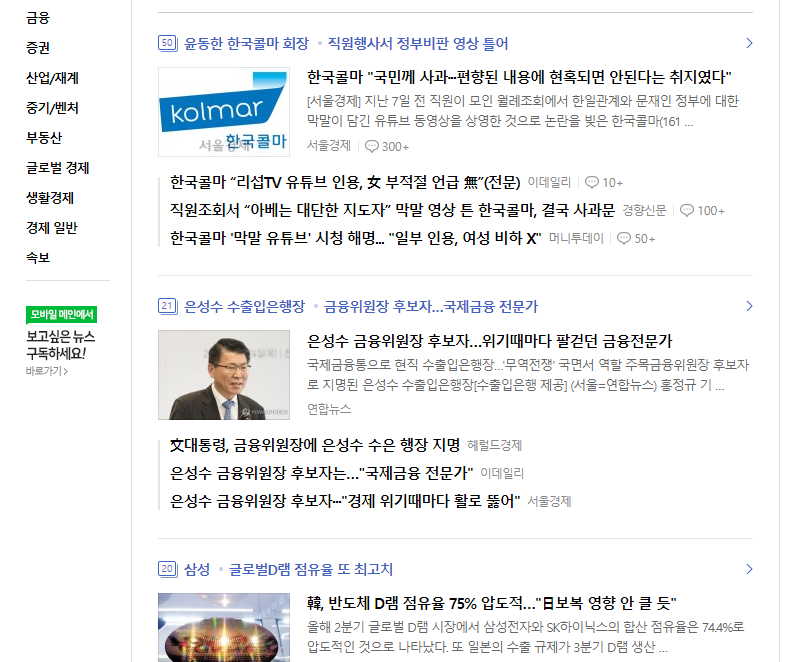 금융
증권
산업/재계
중기/벤처
부동산
글로벌 경제
생활경제
경제 일반
속보
모바일 메인에서
보고싶은 뉴스
구독하세요!
바로가기 >
50 윤동한 한국콜마 회장 • 직원행사서 정부비판 영상 틀어
kolmar
서울경제 한국콜마
한국콜마 "국민께 사과…편향된 내용에 현혹되면 안된다는 취지였다"
[서울경제] 지난 7일 전 직원이 모인 월례조회에서 한일관계와 문재인 정부에 대한
막말이 담긴 유튜브 동영상을 상영한 것으로 논란을 빚은 한국콜마(161 ...
서울경제 300+
한국콜마 “리섭TV 유튜브 인용, 女 부적절 언급 無”(전문) 이데일리 10+
직원조회서 “아베는 대단한 지도자” 막말 영상 튼 한국콜마, 결국 사과문 경향신문 100+
한국콜마 '막말 유튜브' 시청 해명... "일부 인용, 여성 비하 X" 머니투데이 50+
21 은성수 수출입은행장 • 금융위원장 후보자…국제금융 전문가
은성수 금융위원장 후보자…위기때마다 팔걷던 금융전문가
국제금융통으로 현직 수출입은행장…'무역전쟁' 국면서 역할 주목금융위원장 후보자
로 지명된 은성수 수출입은행장[수출입은행 제공] (서울=연합뉴스) 홍정규 기 ...
연합뉴스
文대통령, 금융위원장에 은성수 수은 행장 지명 헤럴드경제
은성수 금융위원장 후보자는…"국제금융 전문가" 이데일리
은성수 금융위원장 후보자…"경제 위기때마다 활로 뚫어" 서울경제
20 삼성 • 글로벌D램 점유율 또 최고치
韓, 반도체 D램 점유율 75% 압도적…"日보복 영향 안 클 듯"
올해 2분기 글로벌 D램 시장에서 삼성전자와 SK하이닉스의 합산 점유율은 74.4%로
압도적인 것으로 나타났다. 또 일본의 수출 규제가 3분기 D램 생산 ...